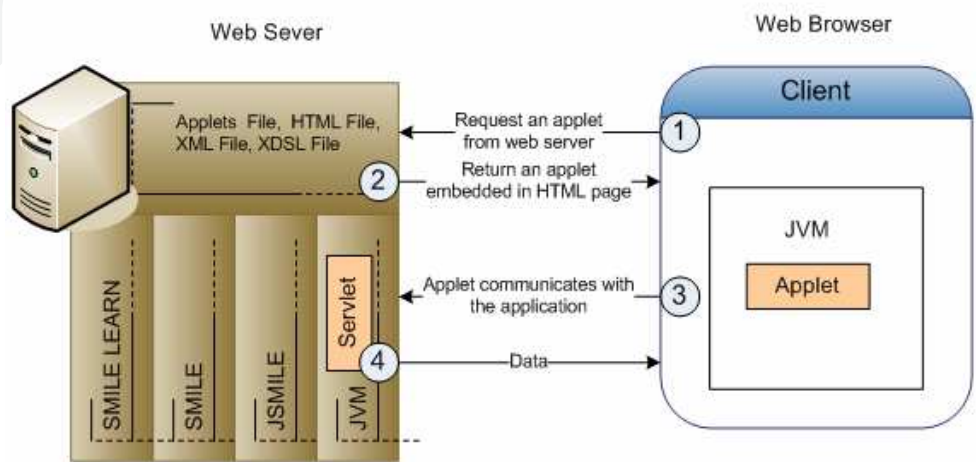 Web Sever
Web Browser
Client
Applets File, HTML File,
XML File, XDSL File
Request an applet
from web server
1
2
Return an applet
embedded in HTML page
JVM
Applet
Applet communicates with
the application
3
Servlet
4
Data
SMILE LEARN
SMILE
JSMILE
JVM